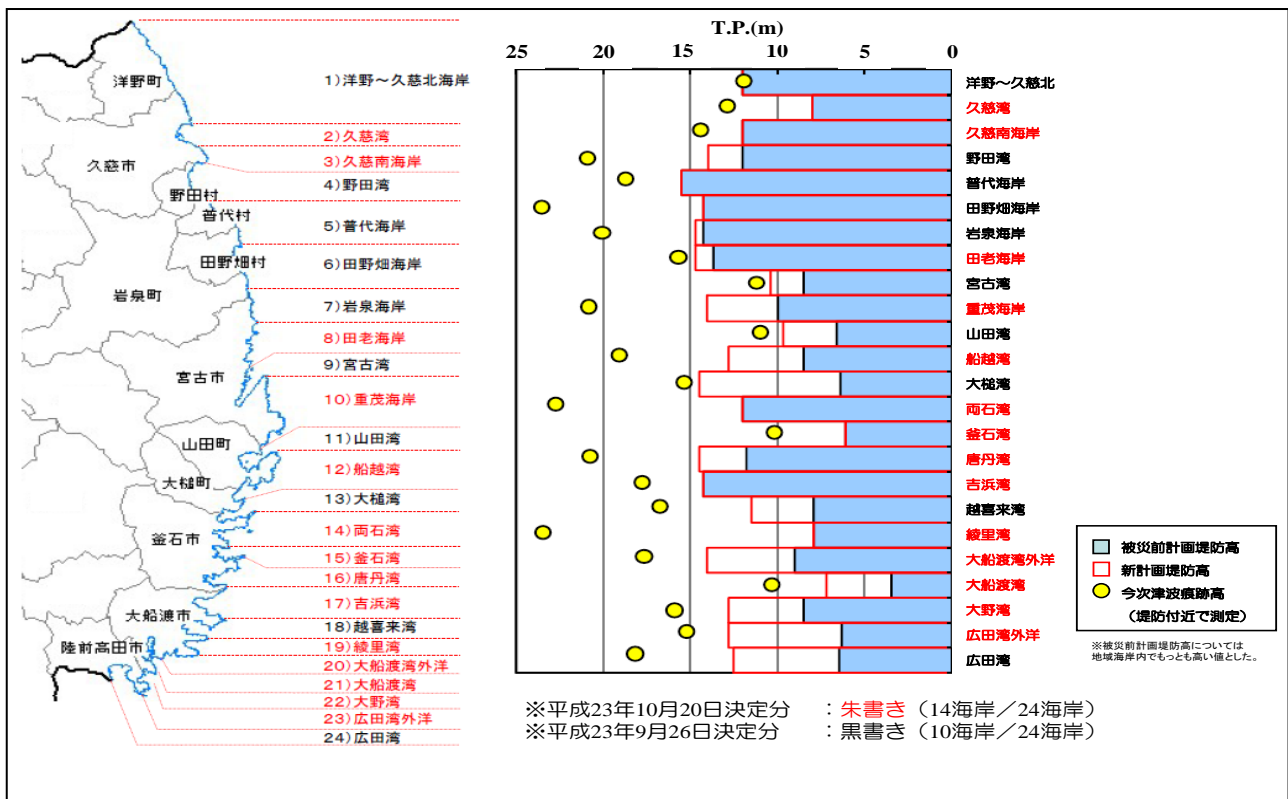 洋野町
久慈市
野田村
普代村
田野畑村
岩泉町
宮古市
山田町
大槌町
釜石市
大船渡市
陸前高田市
1)洋野～久慈北海岸
2)久慈湾
3)久慈南海岸
4)野田湾
5)普代海岸
6)田野畑海岸
7)岩泉海岸
8)田老海岸
9)宮古湾
10)重茂海岸
11)山田湾
12)船越湾
13)大槌湾
14)両石湾
15)釜石湾
16)唐丹湾
17)吉浜湾
18)越喜来湾
19)綾里湾
20)大船渡湾外洋
21)大船渡湾
22)大野湾
23)広田湾外洋
24)広田湾
T.P.(m)
25 20 15 10 5 0
洋野～久慈北
久慈湾
久慈南海岸
野田湾
普代海岸
田野畑海岸
岩泉海岸
田老海岸
宮古湾
重茂海岸
山田湾
船越湾
大槌湾
両石湾
釜石湾
唐丹湾
吉浜湾
越喜来湾
綾里湾
大船渡湾外洋
大船渡湾
大野湾
広田湾外洋
広田湾
被災前計画堤防高
新計画堤防高
今次津波痕跡高
（堤防付近で測定）
※被災前計画堤防高については
地域海岸内でもっとも高い値とした。
※平成23年10月20日決定分　：朱書き（14海岸／24海岸）
※平成23年9月26日決定分　：黒書き（10海岸／24海岸）